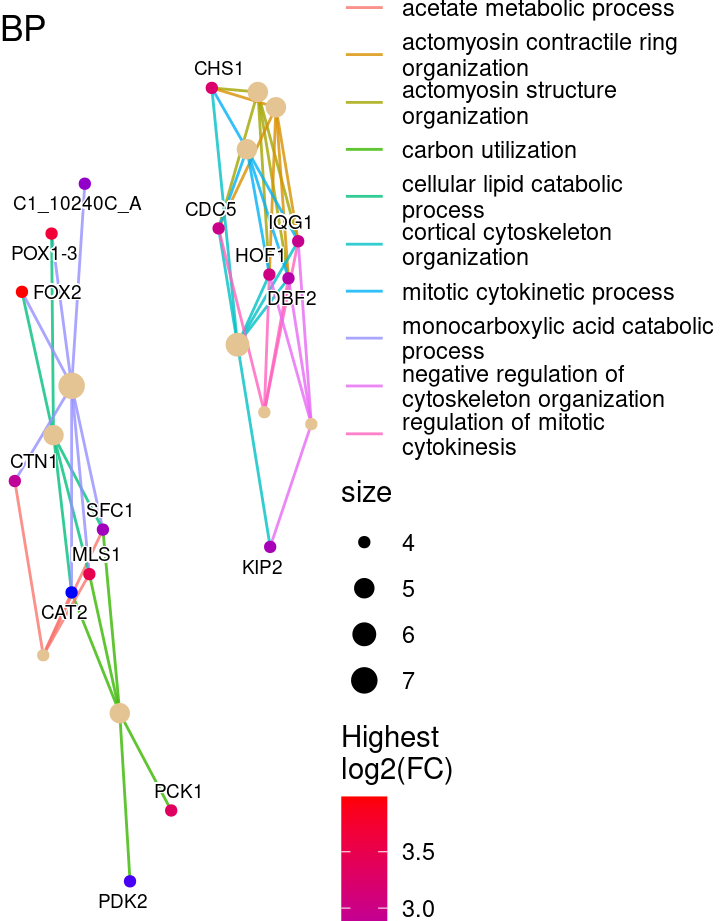 BP
CHS1
C1_10240C_A
CDC5
IQG1
POX1-3
HOF1
FOX2
DBF2
CTN1
SFC1
MLS1
KIP2
CAT2
PCK1
PDK2
acetate metabolic process
actomyosin contractile ring
organization
actomyosin structure
organization
carbon utilization
cellular lipid catabolic
process
cortical cytoskeleton
organization
mitotic cytokinetic process
monocarboxylic acid catabolic
process
negative regulation of
cytoskeleton organization
regulation of mitotic
cytokinesis
size
4
5
6
7
Highest
log2(FC)
3.5
3.0